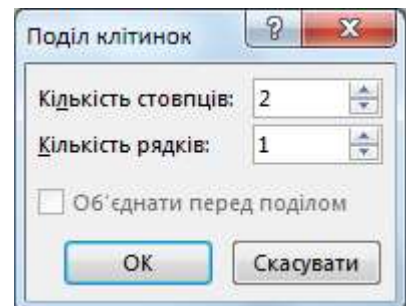 Поділ клітинок
Кількість стовпців: 2
Кількість рядків: 1
Об'єднати перед поділом
ОК Скасувати